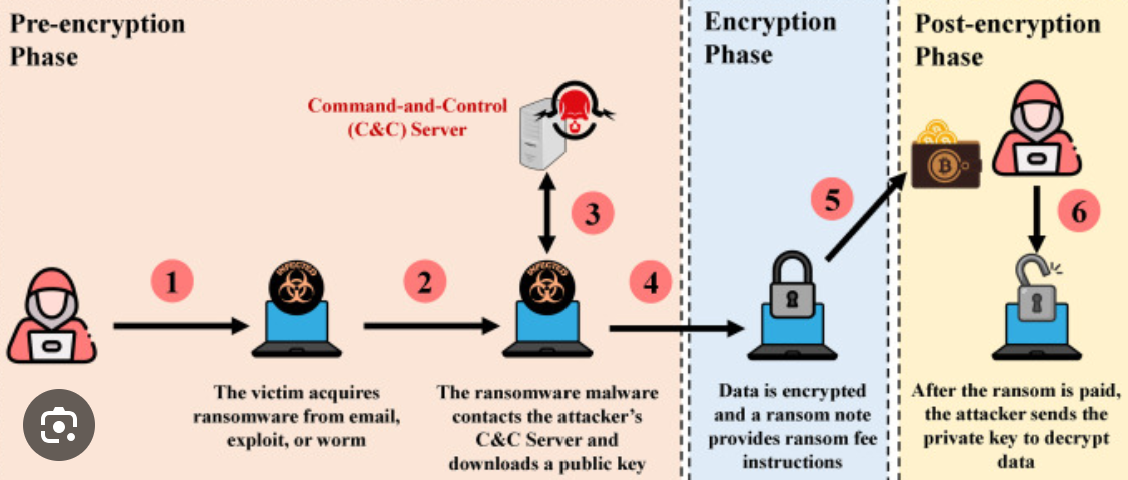 Pre-encryption
Phase
Encryption
Phase
Post-encryption
Phase
Command-and-Control
(C&C) Server
1
2
3
4
5
6
INFECTED
INFECTED
The victim acquires
ransomware from email,
exploit, or worm
The ransomware malware
contacts the attacker's
C&C Server and
downloads a public key
Data is encrypted
and a ransom note
provides ransom fee
instructions
After the ransom is paid,
the attacker sends the
private key to decrypt
data